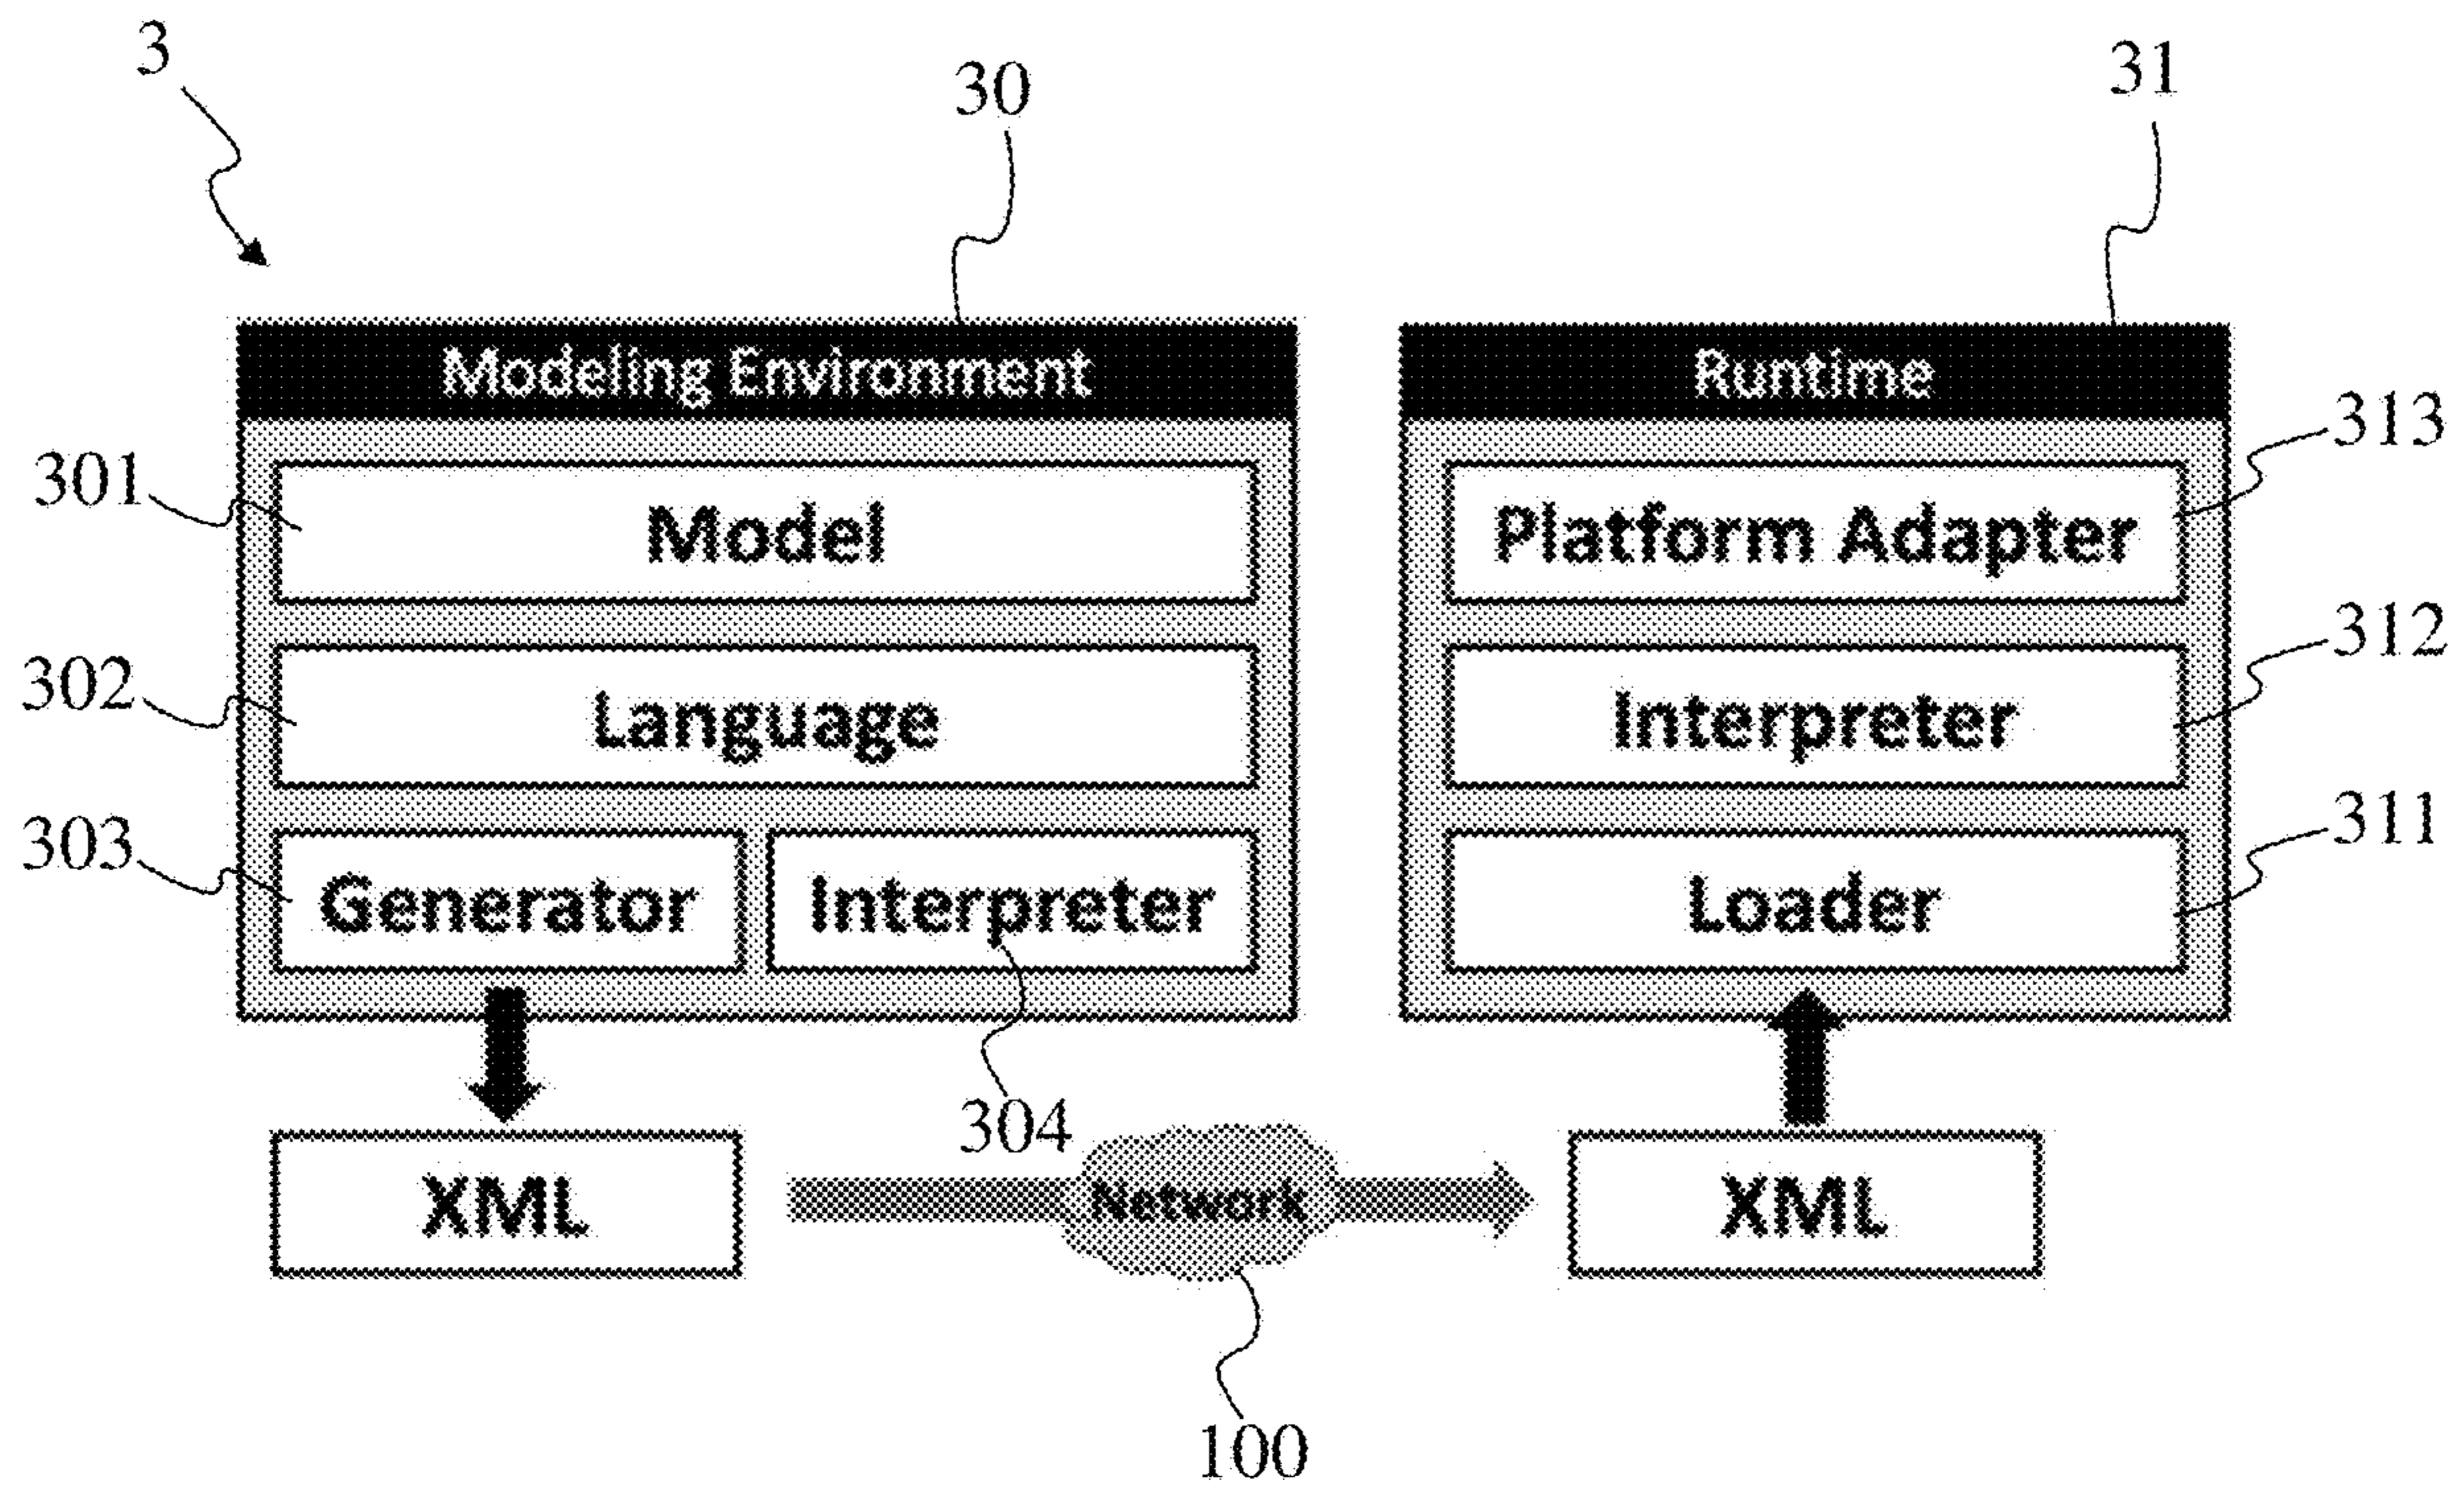 3
30
31
Modeling Environment
Runtime
313
301
Model
Platform Adapter
312
302
Language
Interpreter
311
303
Generator
Interpreter
Loader
304
XML
Network
XML
100